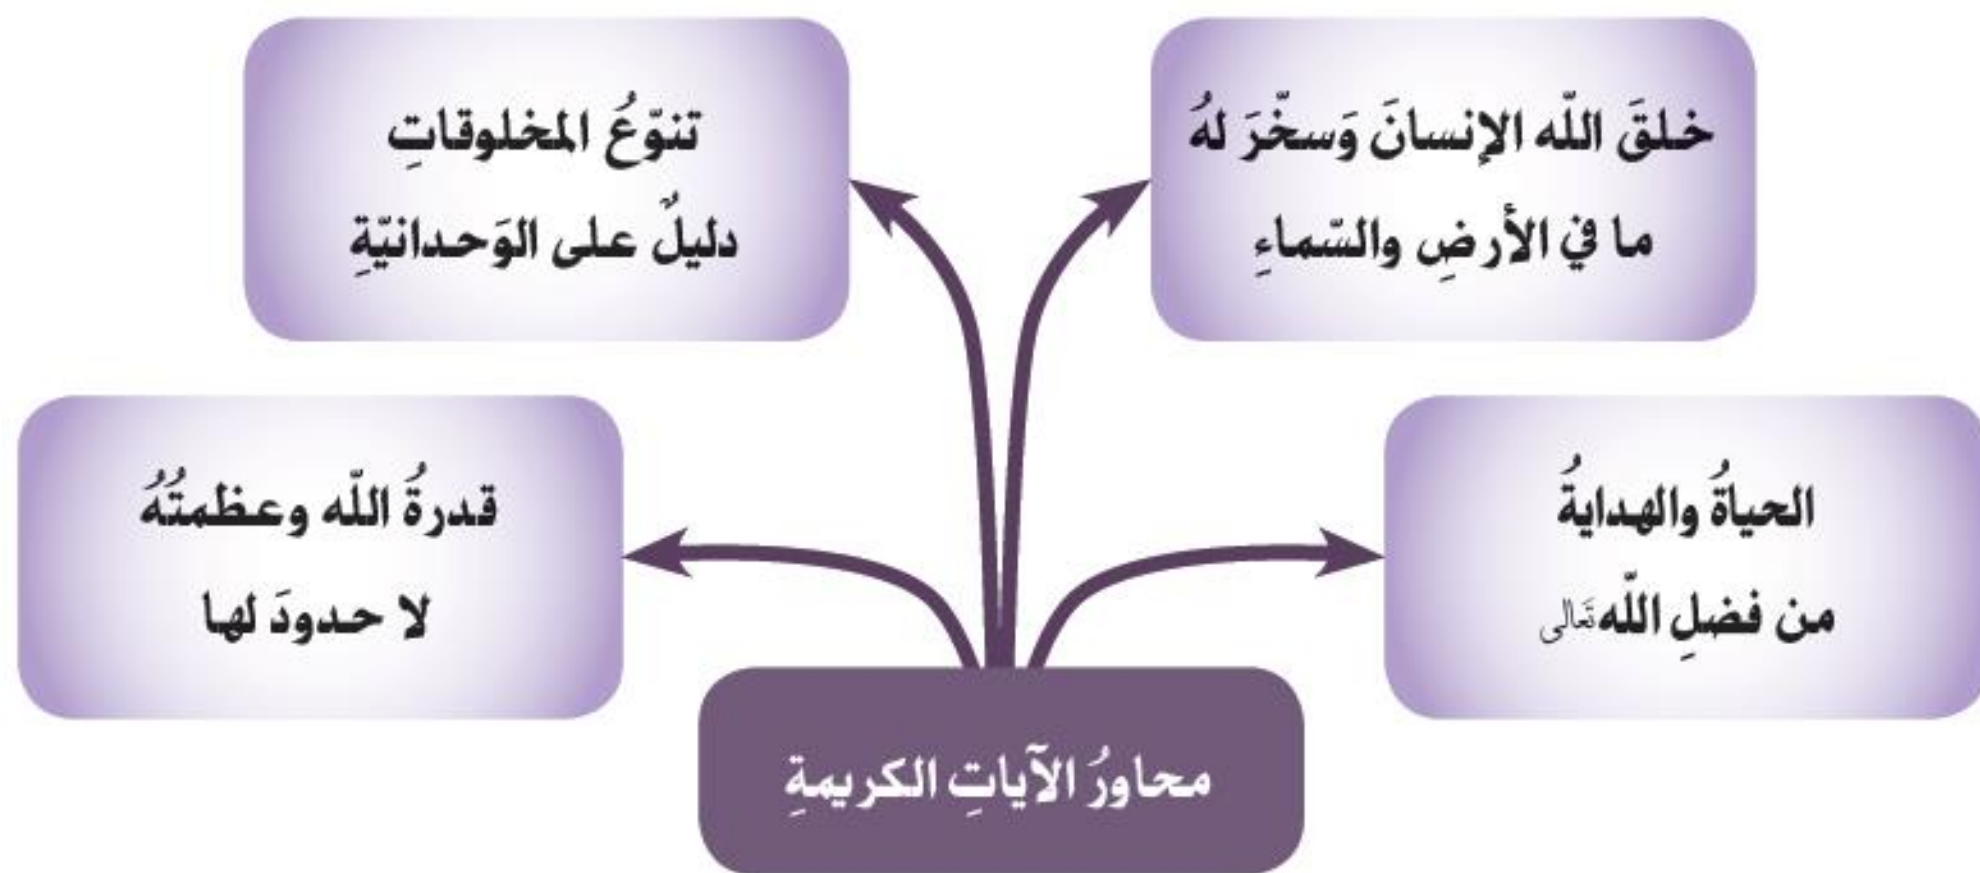 خلقَ اللّه الإنسانَ وَسخّرَ لهُ
ما في الأرضِ والسّماءِ
تنوّعُ المخلوقاتِ
دليلٌ على الوَحدانيّةِ
الحياةُ والهدايةُ
من فضلِ اللّه تَعَالى
قدرةُ اللّه وعظمتُهُ
لا حدودَ لها
محاورُ الآياتِ الكريمةِ